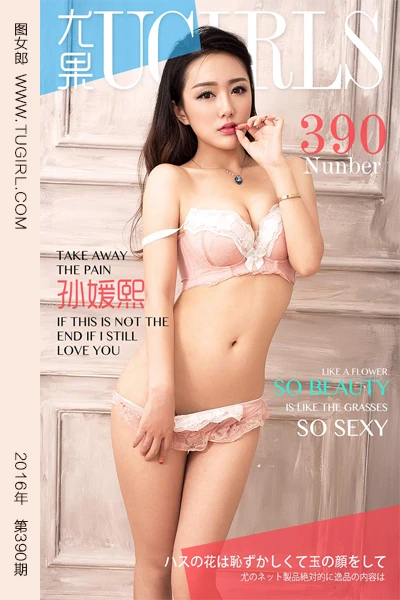 图女郎 WWW.TUGIRL.COM
2016年 第390期
尤果
UGIRLS
390
Nunber
TAKE AWAY
THE PAIN
孙媛熙
IF THIS IS NOT THE
END IF I STILL
LOVE YOU
LIKE A FLOWER
SO BEAUTY
IS LIKE THE GRASSES
SO SEXY
ハスの花は恥ずかしくて玉の顔をして
尤のネット製品絶対的に逸品の内容は